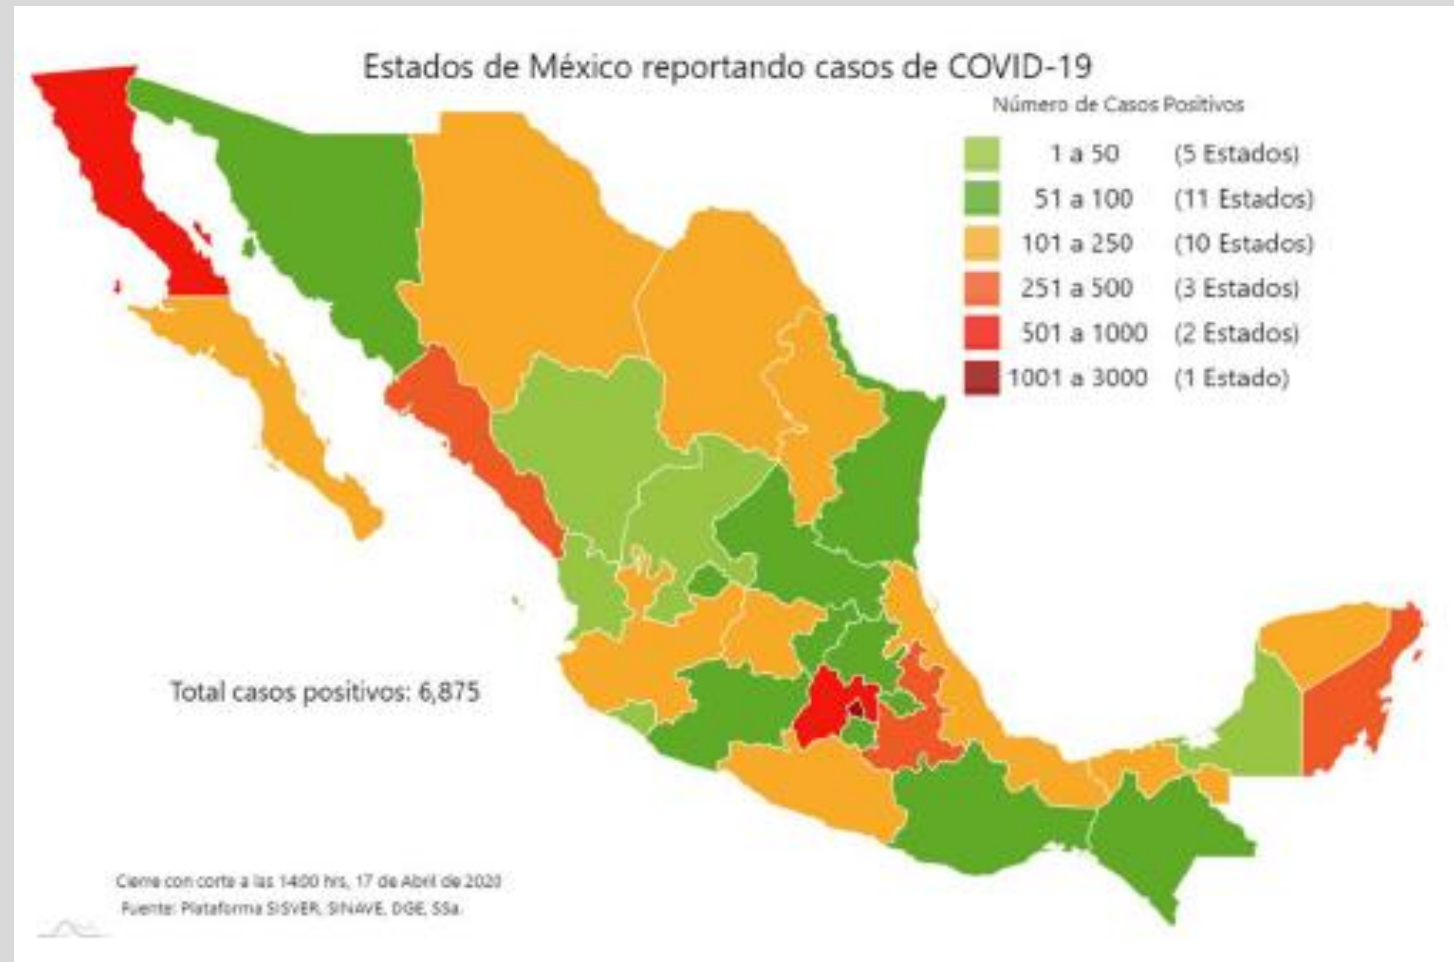 Estados de México reportando casos de COVID-19
Número de Casos Positivos
1 a 50 (5 Estados)
51 a 100 (11 Estados)
101 a 250 (10 Estados)
251 a 500 (3 Estados)
501 a 1000 (2 Estados)
1001 a 3000 (1 Estado)
Total casos positivos: 6,875
Cierre con corte a las 14:00 hrs, 17 de Abril de 2020
Fuente: Plataforma SISVER, SINAVE, DGE, SSa.